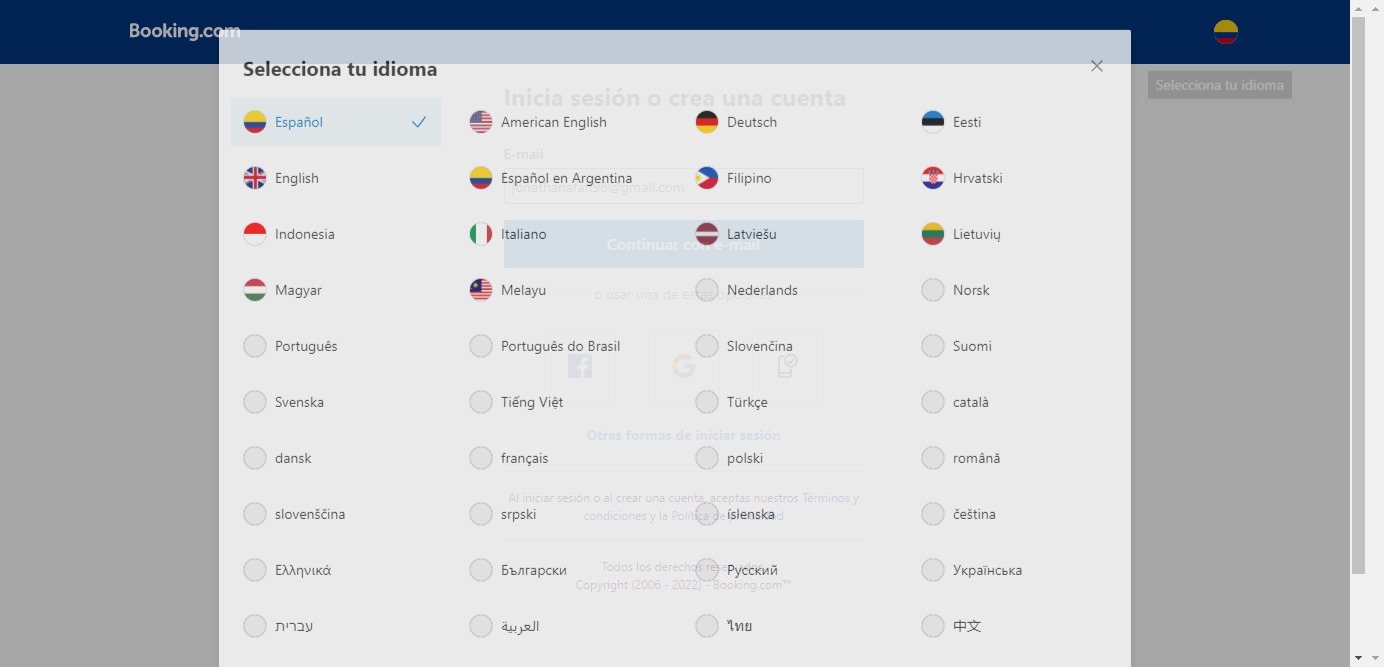 Booking.com
Selecciona tu idioma
Selecciona tu idioma
Inicia sesión o crea una cuenta
Español
American English
Deutsch
Eesti
E-mail
English
Español en Argentina
Filipino
Hrvatski
Indonesia
Italiano
Latviešu
Lietuvių
Continuar con e-mail
Magyar
Melayu
Nederlands
Norsk
o usar una de estas opciones
Português
Português do Brasil
Slovenčina
Suomi
Svenska
Tiếng Việt
Türkçe
català
Otras formas de iniciar sesión
dansk
français
polski
română
Al iniciar sesión o al crear una cuenta, aceptas nuestros Términos y
condiciones y la Política de privacidad
slovenščina
srpski
íslenska
čeština
Todos los derechos reservados.
Copyright (2006 - 2022) - Booking.com™
Ελληνικά
Български
Русский
Українська
עברית
العربية
ไทย
中文